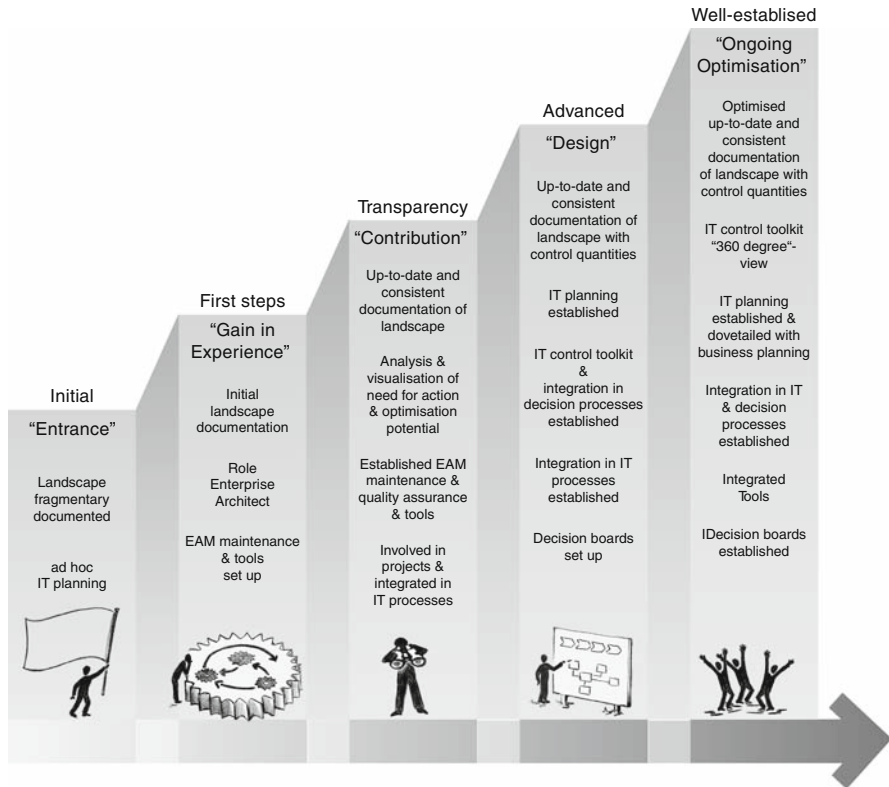 Initial
"Entrance"
Landscape
fragmentary
documented
ad hoc
IT planning
First steps
“Gain in
Experience”
Initial
landscape
documentation
Role
Enterprise
Architect
EAM maintenance
& tools
set up
Transparency
“Contribution”
Up-to-date and
consistent
documentation of
landscape
Analysis &
visualisation of
need for action
& optimisation
potential
Established EAM
maintenance &
quality assurance
& tools
Involved in
projects &
integrated in
IT processes
Advanced
“Design”
Up-to-date and
consistent
documentation of
landscape with
control quantities
IT planning
established
IT control toolkit
&
integration in
decision processes
established
Integration in IT
processes
established
Decision boards
set up
Well-establised
“Ongoing
Optimisation”
Optimised
up-to-date and
consistent
documentation
of landscape with
control quantities
IT control toolkit
“360 degree“-
view
IT planning
established &
dovetailed with
business planning
Integration in IT
& decision
processes
established
Integrated
Tools
IDecision boards
established